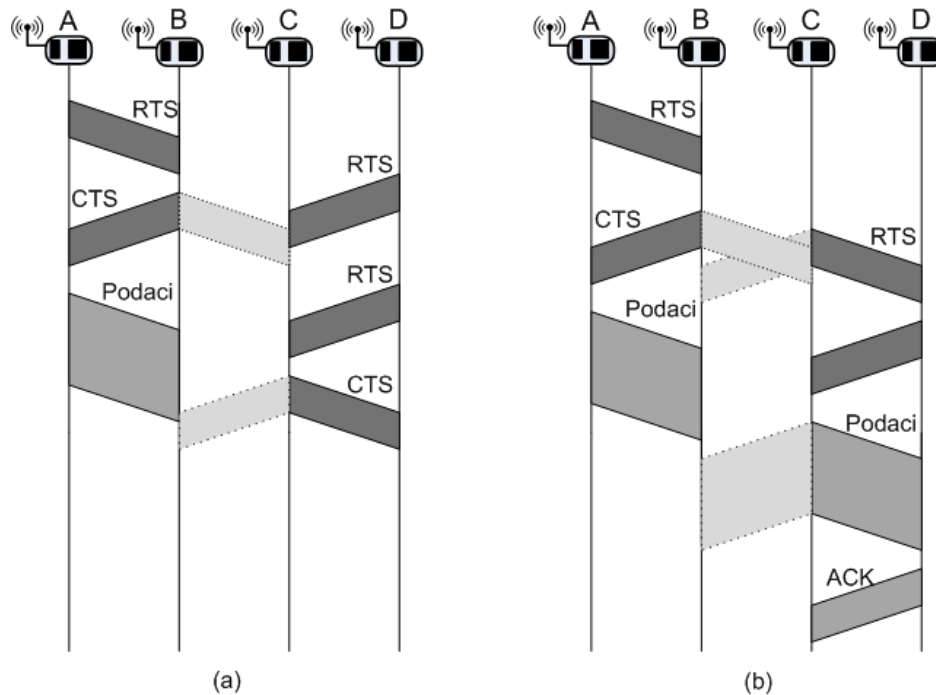 A B C D
RTS
RTS
CTS
RTS
Podaci
CTS
(a)
A B C D
RTS
CTS
RTS
Podaci
Podaci
ACK
(b)